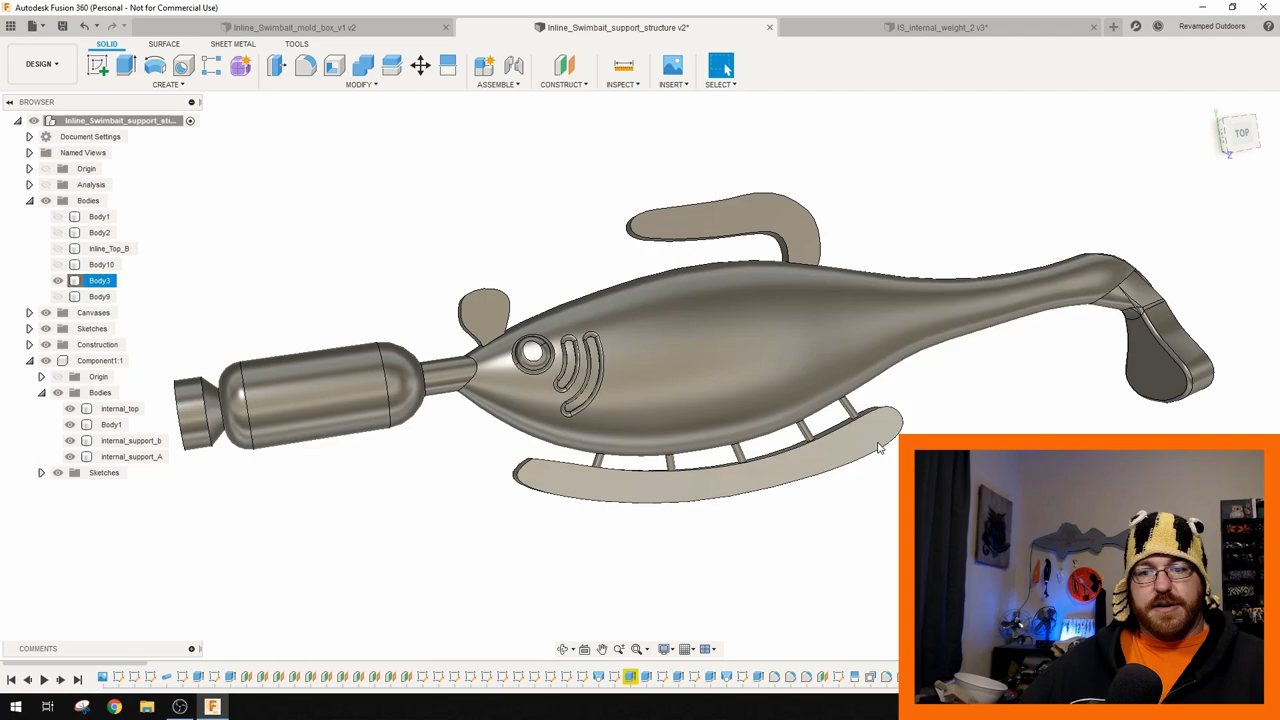 Autodesk Fusion 360 (Personal - Not for Commercial Use)
Inline_Swimbait_mold_box_v1 v2
Inline_Swimbait_support_structure v2*
IS_internal_weight_2 v3*
Revamped Outdoors
SOLID
SURFACE
SHEET METAL
TOOLS
DESIGN
CREATE
MODIFY
ASSEMBLE
CONSTRUCT
INSPECT
INSERT
SELECT
BROWSER
Inline_Swimbait_support_stru...
Document Settings
Named Views
Origin
Analysis
Bodies
Body1
Body2
Inline_Top_B
Body10
Body3
Body9
Canvases
Sketches
Construction
Component1:1
Origin
Bodies
internal_top
Body1
internal_support_b
internal_support_A
Sketches
TOP
Y
Z
COMMENTS